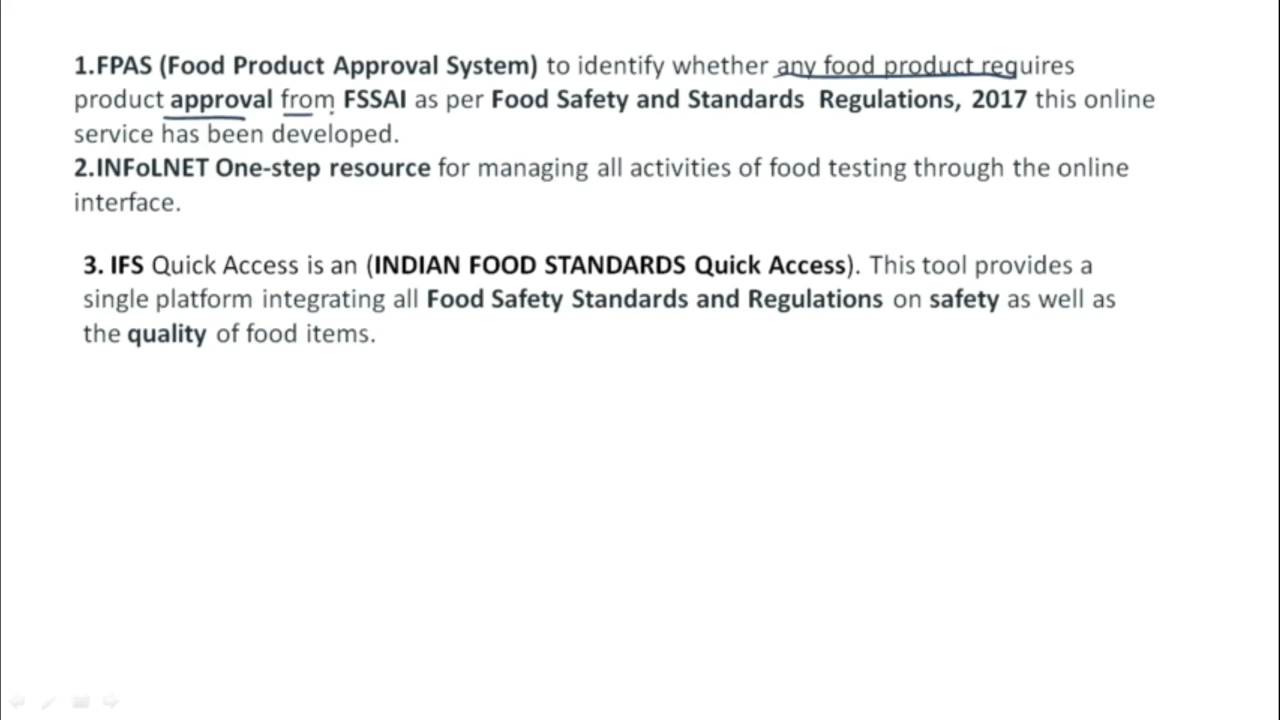 1.FPAS (Food Product Approval System) to identify whether any food product requires
product approval from FSSAI as per Food Safety and Standards Regulations, 2017 this online
service has been developed.
2.INFoLNET One-step resource for managing all activities of food testing through the online
interface.
3. IFS Quick Access is an (INDIAN FOOD STANDARDS Quick Access). This tool provides a
single platform integrating all Food Safety Standards and Regulations on safety as well as
the quality of food items.